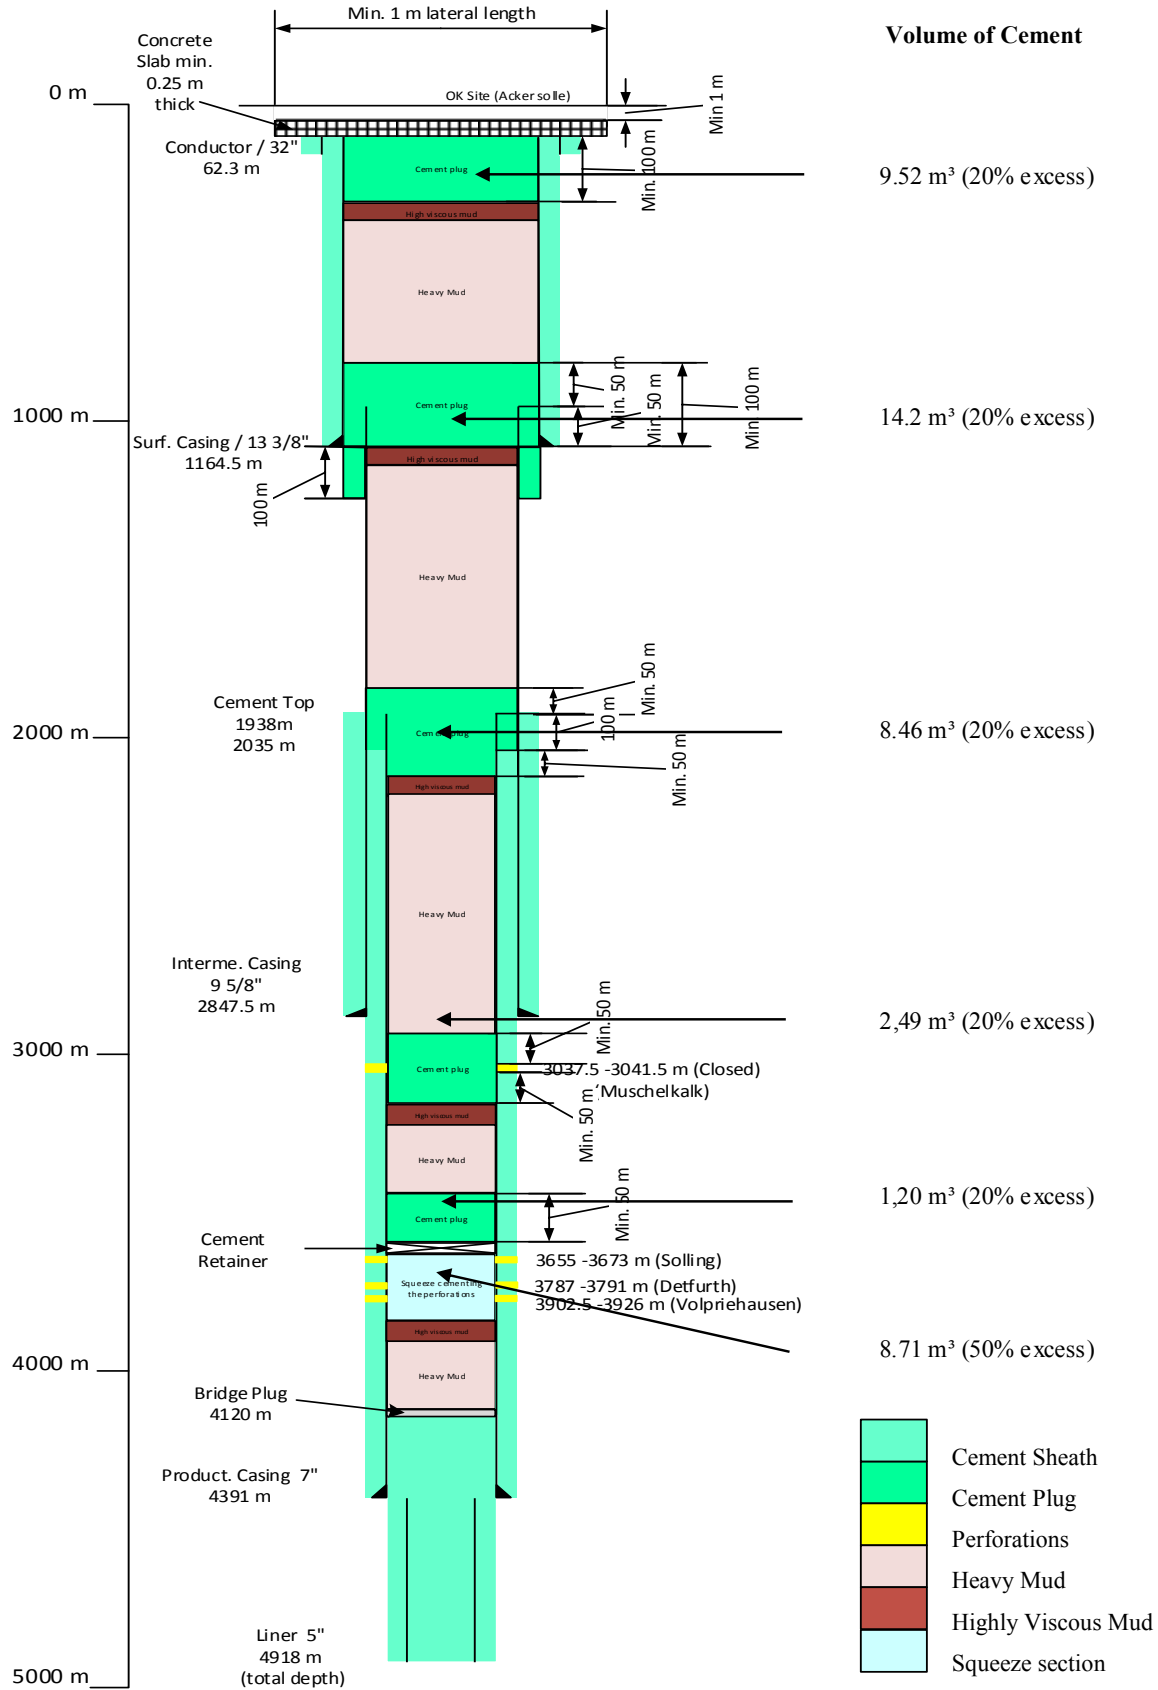 Min. 1 m lateral length
Volume of Cement
Concrete
Slab min.
0.25 m
thick
0 m
OK Site (Ackersolle)
Min 1 m
Conductor / 32"
62.3 m
Cement plug
Min. 100 m
9.52 m³ (20% excess)
High viscous mud
Heavy Mud
Min. 50 m
Min. 50 m
Min. 100 m
Cement plug
1000 m
14.2 m³ (20% excess)
Surf. Casing / 13 3/8"
1164.5 m
High viscous mud
100 m
Heavy Mud
Min. 50 m
Cement Top
1938m
2035 m
2000 m
Cement plug
100 m
8.46 m³ (20% excess)
Min. 50 m
High viscous mud
Heavy Mud
Interme. Casing
9 5/8"
2847.5 m
Min. 50 m
2,49 m³ (20% excess)
3000 m
Cement plug
3037.5 -3041.5 m (Closed)
(Muschelkalk)
High viscous mud
Min. 50 m
Heavy Mud
Min. 50 m
1,20 m³ (20% excess)
Cement plug
Cement
Retainer
3655 -3673 m (Solling)
Squeeze cementing
the perforations
3787 -3791 m (Detfurth)
3902.5 -3926 m (Volpriehausen)
High viscous mud
8.71 m³ (50% excess)
4000 m
Heavy Mud
Bridge Plug
4120 m
Product. Casing 7"
4391 m
Cement Sheath
Cement Plug
Perforations
Heavy Mud
Highly Viscous Mud
Squeeze section
Liner 5"
4918 m
(total depth)
5000 m